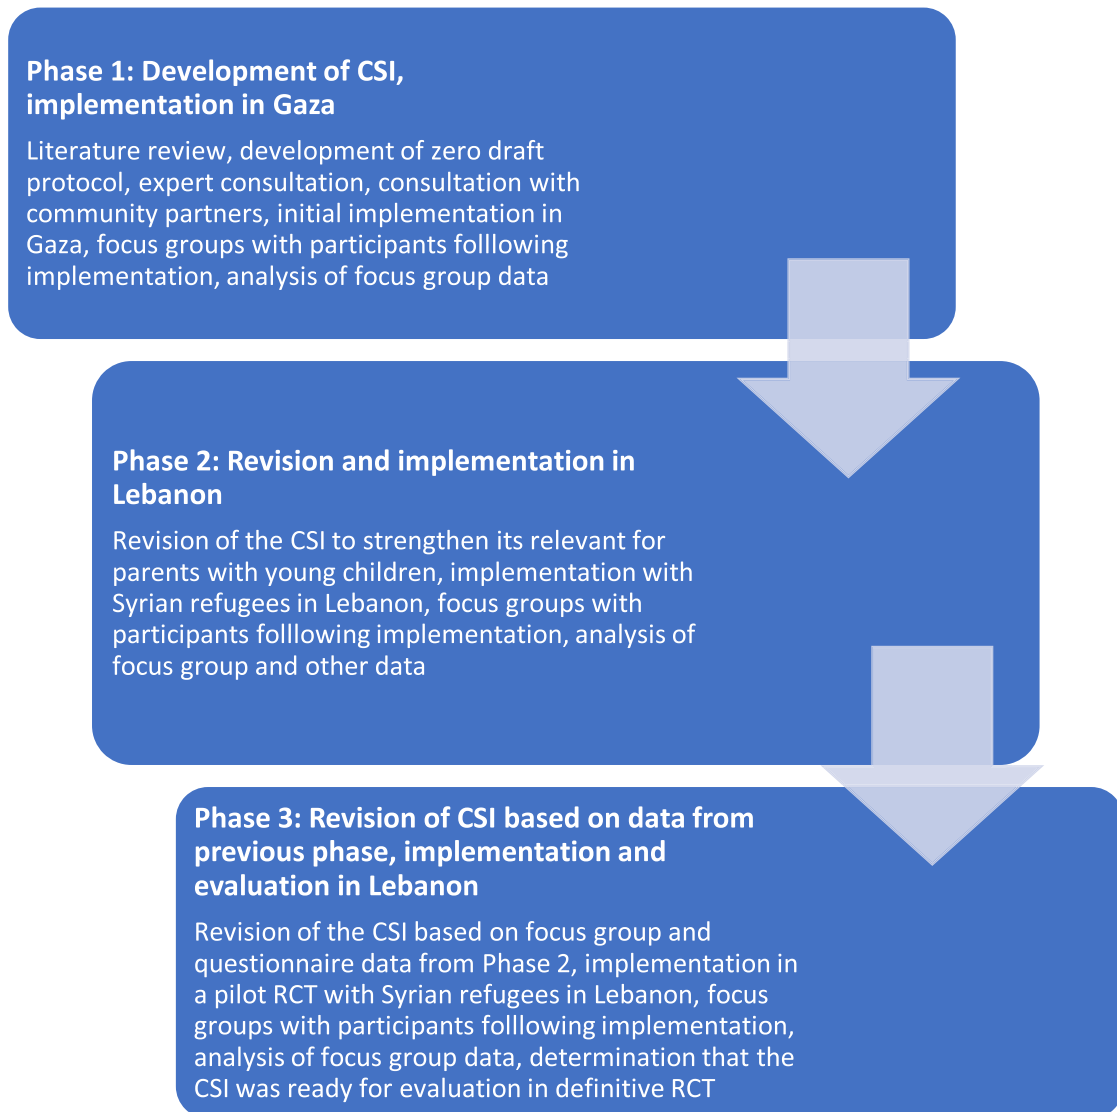 Phase 1: Development of CSI,
implementation in Gaza
Literature review, development of zero draft
protocol, expert consultation, consultation with
community partners, initial implementation in
Gaza, focus groups with participants folllowing
implementation, analysis of focus group data
Phase 2: Revision and implementation in
Lebanon
Revision of the CSI to strengthen its relevant for
parents with young children, implementation with
Syrian refugees in Lebanon, focus groups with
participants folllowing implementation, analysis of
focus group and other data
Phase 3: Revision of CSI based on data from
previous phase, implementation and
evaluation in Lebanon
Revision of the CSI based on focus group and
questionnaire data from Phase 2, implementation in
a pilot RCT with Syrian refugees in Lebanon, focus
groups with participants folllowing implementation,
analysis of focus group data, determination that the
CSI was ready for evaluation in definitive RCT